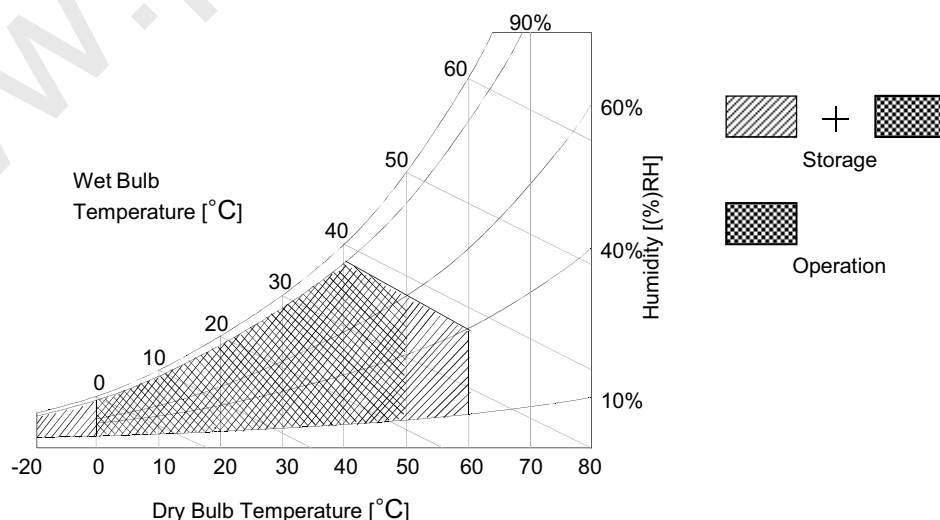 90%
60
60%
50
Wet Bulb
Temperature [°C]
Storage
40
40%
Humidity [(%)RH]
30
Operation
20
10
0
10%
-20 0 10 20 30 40 50 60 70 80
Dry Bulb Temperature [°C]